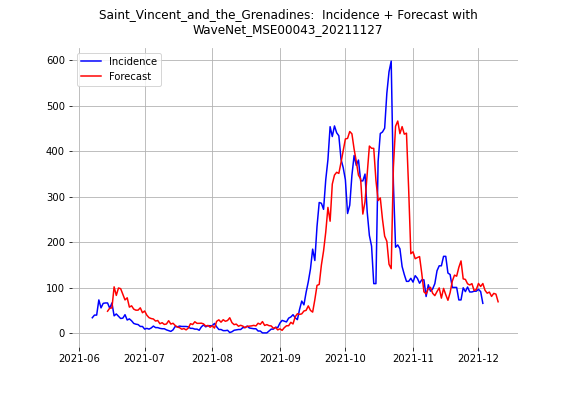 Saint_Vincent_and_the_Grenadines:  Incidence + Forecast with
WaveNet_MSE00043_20211127
Incidence
Forecast
600
500
400
300
200
100
0
2021-06 2021-07 2021-08 2021-09 2021-10 2021-11 2021-12